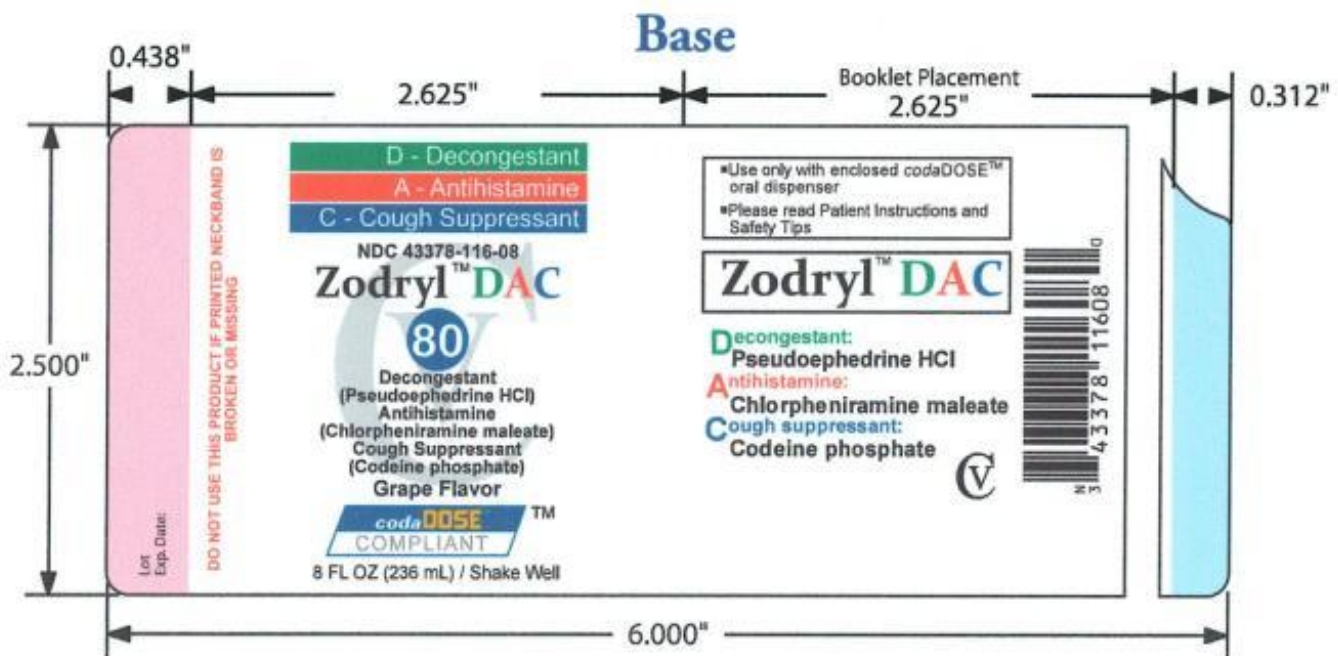 Base
0.438"
2.625"
Booklet Placement
2.625"
0.312"
2.500"
Lot
Exp. Date:
DO NOT USE THIS PRODUCT IF PRINTED NECKBAND IS
BROKEN OR MISSING
D - Decongestant
A - Antihistamine
C - Cough Suppressant
NDC 43378-116-08
Zodryl™ DAC
CV
80
Decongestant
(Pseudoephedrine HCl)
Antihistamine
(Chlorpheniramine maleate)
Cough Suppressant
(Codeine phosphate)
Grape Flavor
codaDOSE ™
COMPLIANT
8 FL OZ (236 mL) / Shake Well
▪Use only with enclosed codaDOSE™
oral dispenser
▪Please read Patient Instructions and
Safety Tips
Zodryl™ DAC
Decongestant:
Pseudoephedrine HCl
Antihistamine:
Chlorpheniramine maleate
Cough suppressant:
Codeine phosphate
CV
N
3 43378 11608 0
6.000"